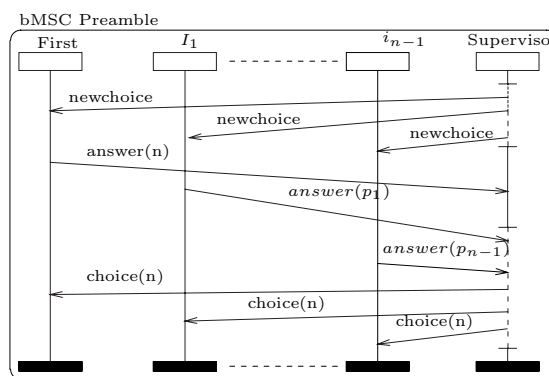 bMSC Preamble
First I₁ iₙ₋₁ Superviso
newchoice
newchoice
newchoice
answer(n)
answer(p₁)
answer(pₙ₋₁)
choice(n)
choice(n)
choice(n)